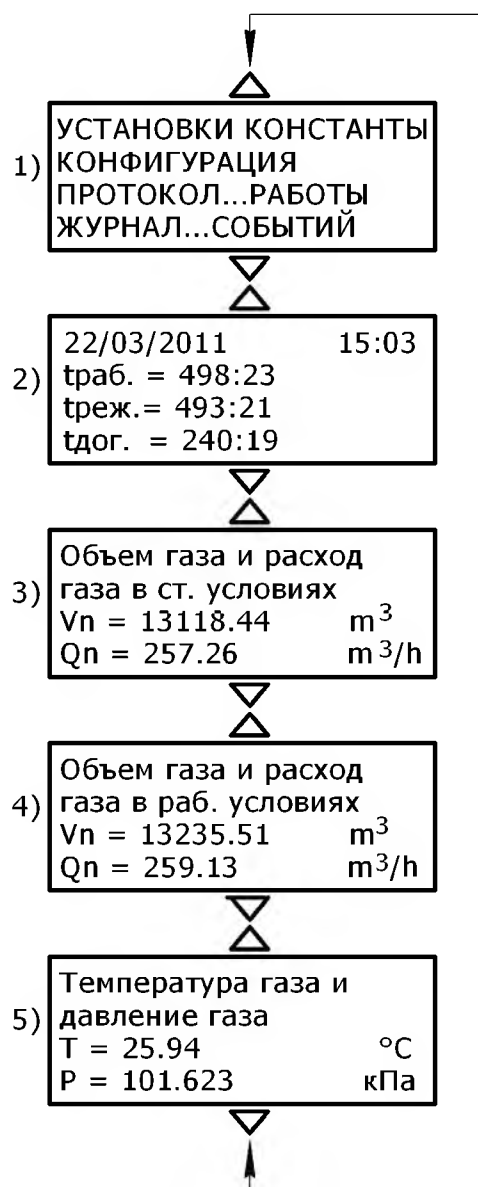 1) УСТАНОВКИ КОНСТАНТЫ
КОНФИГУРАЦИЯ
ПРОТОКОЛ...РАБОТЫ
ЖУРНАЛ...СОБЫТИЙ
2) 22/03/2011 15:03
tраб. = 498:23
tреж.= 493:21
tдог. = 240:19
3) Объем газа и расход
газа в ст. условиях
Vn = 13118.44 m³
Qn = 257.26 m³/h
4) Объем газа и расход
газа в раб. условиях
Vn = 13235.51 m³
Qn = 259.13 m³/h
5) Температура газа и
давление газа
T = 25.94 °C
P = 101.623 кПа